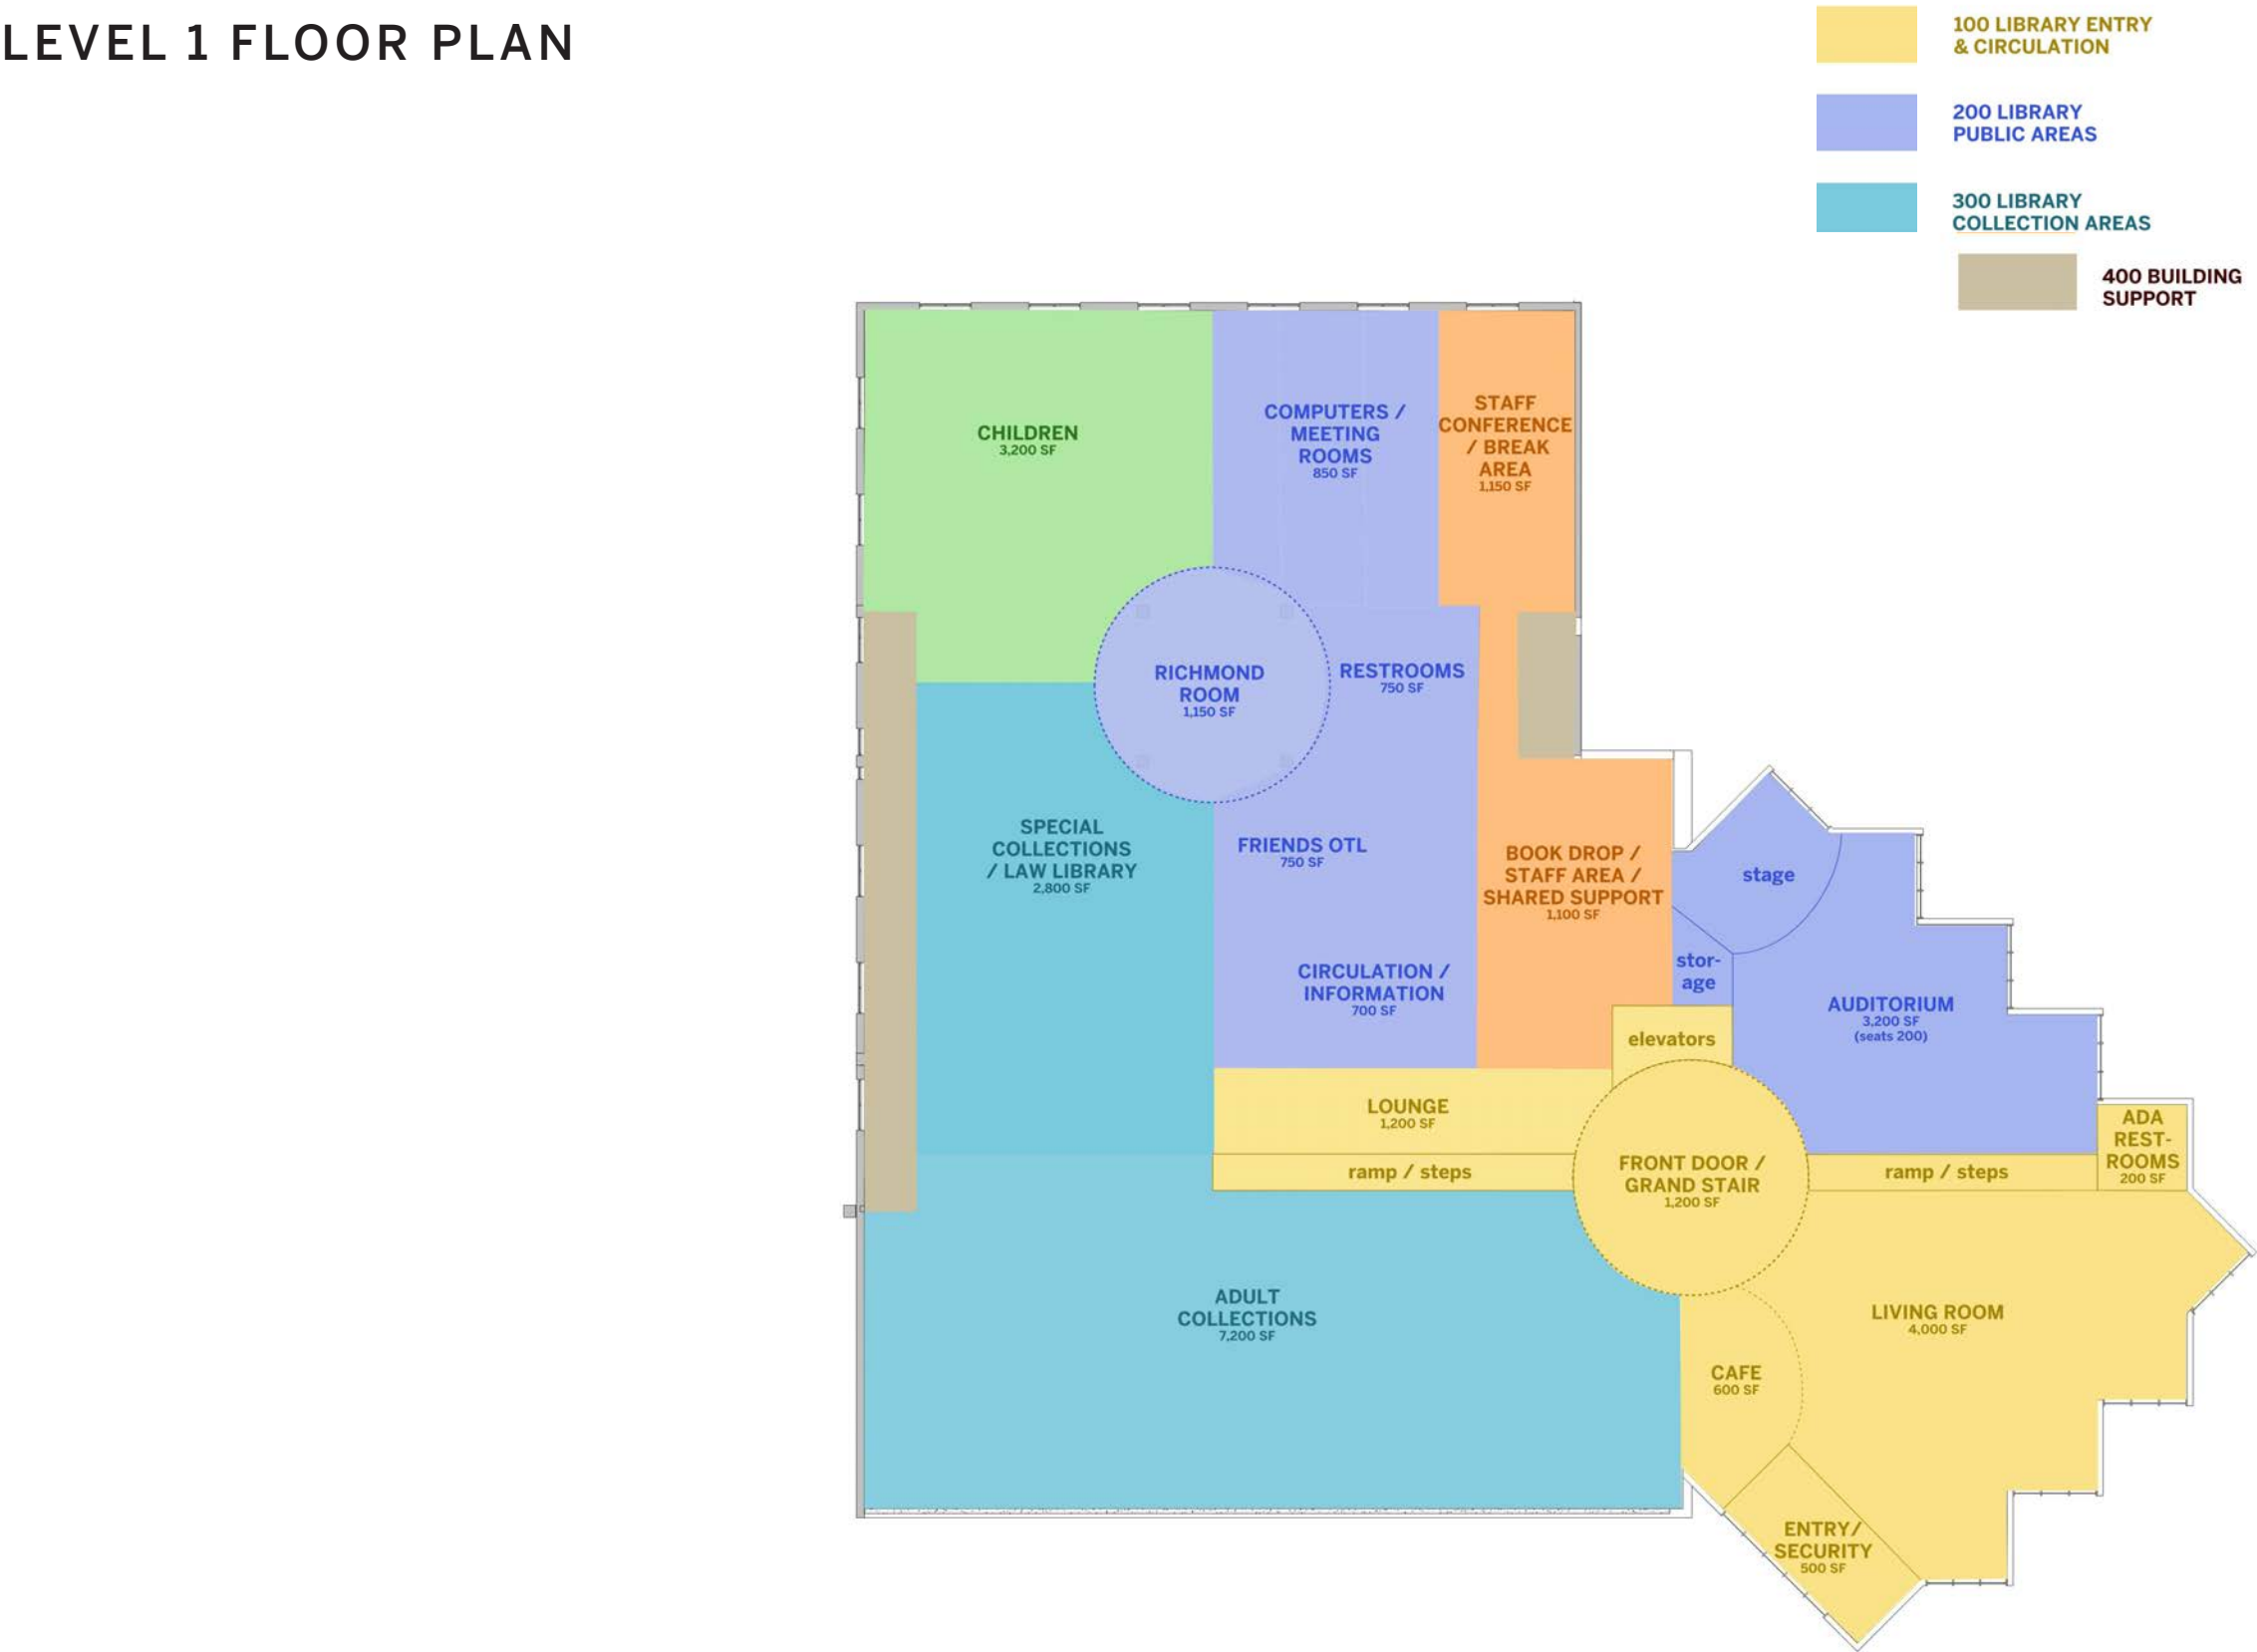 LEVEL 1 FLOOR PLAN
100 LIBRARY ENTRY
& CIRCULATION
200 LIBRARY
PUBLIC AREAS
300 LIBRARY
COLLECTION AREAS
400 BUILDING
SUPPORT
CHILDREN
3,200 SF
COMPUTERS /
MEETING
ROOMS
850 SF
STAFF
CONFERENCE
/ BREAK
AREA
1,150 SF
RICHMOND
ROOM
1,150 SF
RESTROOMS
750 SF
SPECIAL
COLLECTIONS
/ LAW LIBRARY
2,800 SF
FRIENDS OTL
750 SF
BOOK DROP /
STAFF AREA /
SHARED SUPPORT
1,100 SF
stage
stor-
age
CIRCULATION /
INFORMATION
700 SF
AUDITORIUM
3,200 SF
(seats 200)
elevators
LOUNGE
1,200 SF
ramp / steps
FRONT DOOR /
GRAND STAIR
1,200 SF
ramp / steps
ADA
REST-
ROOMS
200 SF
ADULT
COLLECTIONS
7,200 SF
LIVING ROOM
4,000 SF
CAFE
600 SF
ENTRY/
SECURITY
500 SF